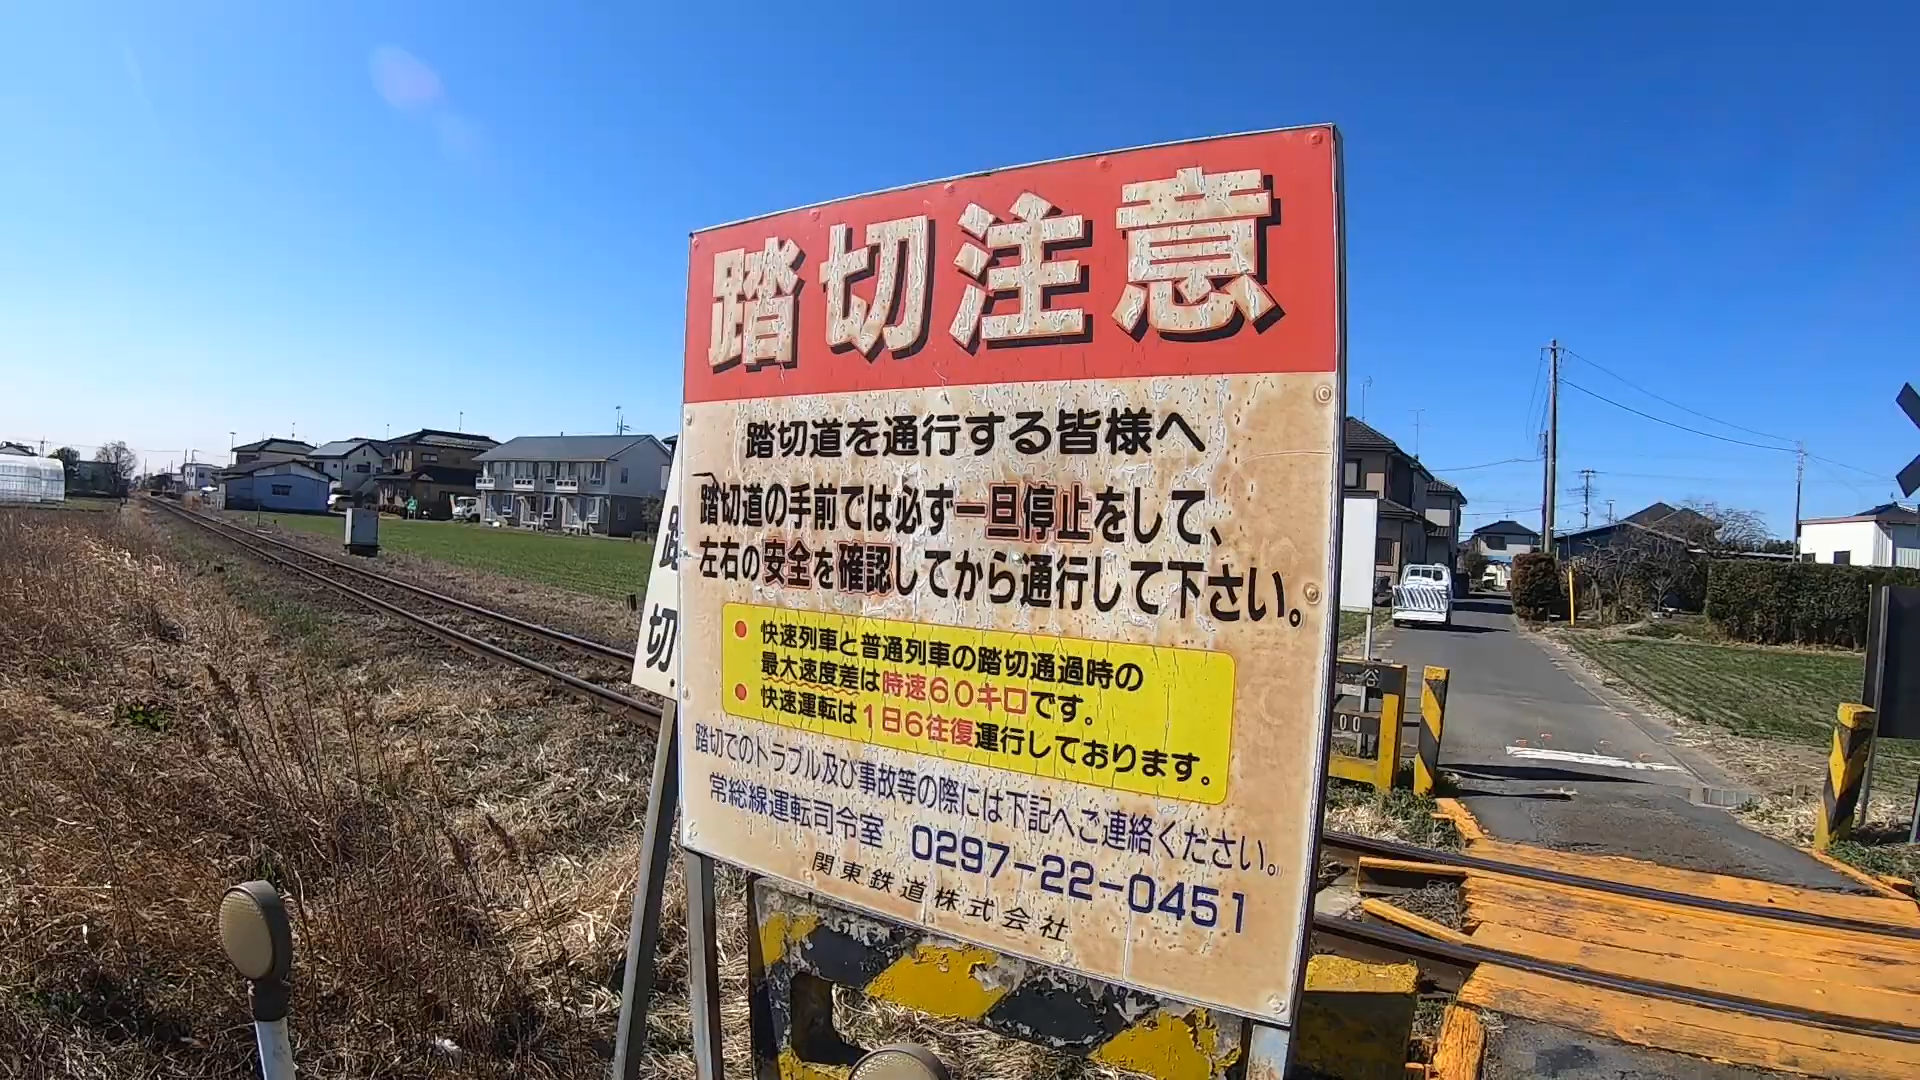 踏切注意
踏切道を通行する皆様へ
踏切道の手前では必ず一旦停止をして、
左右の安全を確認してから通行して下さい。
● 快速列車と普通列車の踏切通過時の
最大速度差は時速60キロです。
● 快速運転は1日6往復運行しております。
踏切でのトラブル及び事故等の際には下記へご連絡ください。
常総線運転司令室 0297-22-0451
関東鉄道株式会社
切
谷
00